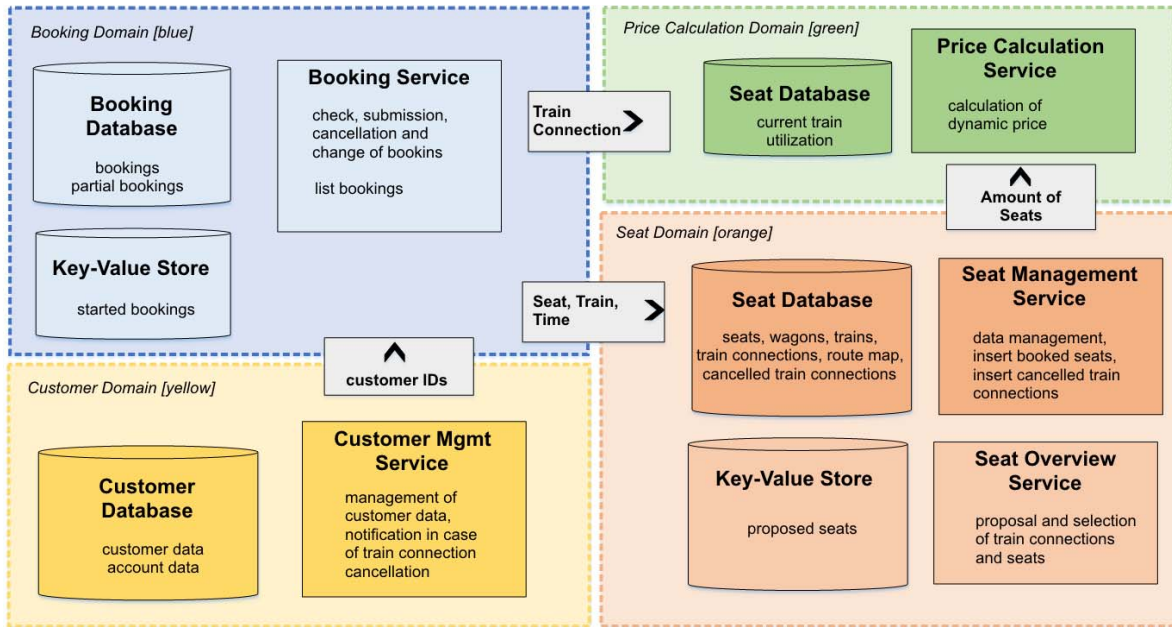 Booking Domain [blue]
Booking
Database
bookings
partial bookings
Booking Service
check, submission,
cancellation and
change of bookins
list bookings
Key-Value Store
started bookings
Train
Connection
Price Calculation Domain [green]
Seat Database
current train
utilization
Price Calculation
Service
calculation of
dynamic price
Amount of
Seats
Seat, Train,
Time
Seat Domain [orange]
Seat Database
seats, wagons, trains,
train connections, route map,
cancelled train connections
Seat Management
Service
data management,
insert booked seats,
insert cancelled train
connections
Key-Value Store
proposed seats
Seat Overview
Service
proposal and selection
of train connections
and seats
customer IDs
Customer Domain [yellow]
Customer
Database
customer data
account data
Customer Mgmt
Service
management of
customer data,
notification in case
of train connection
cancellation